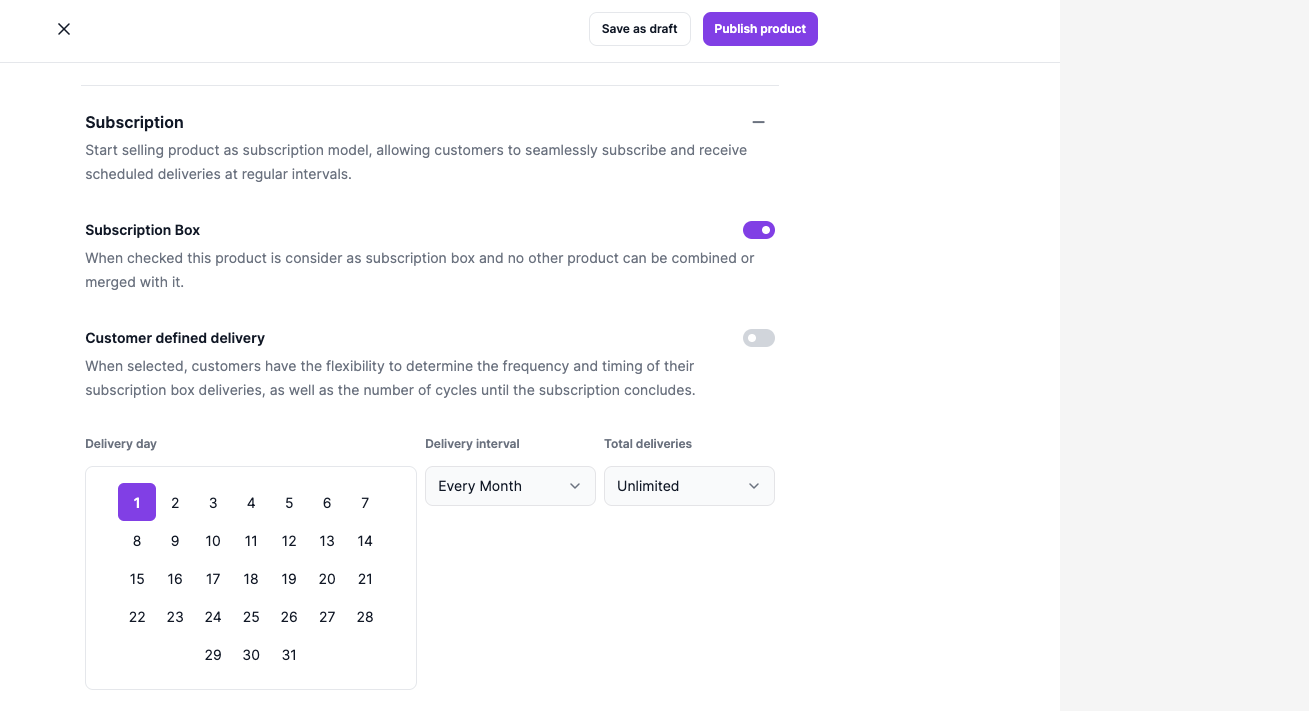 Save as draft
Publish product
Subscription
Start selling product as subscription model, allowing customers to seamlessly subscribe and receive
scheduled deliveries at regular intervals.
Subscription Box
When checked this product is consider as subscription box and no other product can be combined or
merged with it.
Customer defined delivery
When selected, customers have the flexibility to determine the frequency and timing of their
subscription box deliveries, as well as the number of cycles until the subscription concludes.
Delivery day
Delivery interval
Total deliveries
Every Month
Unlimited
1 2 3 4 5 6 7
8 9 10 11 12 13 14
15 16 17 18 19 20 21
22 23 24 25 26 27 28
29 30 31